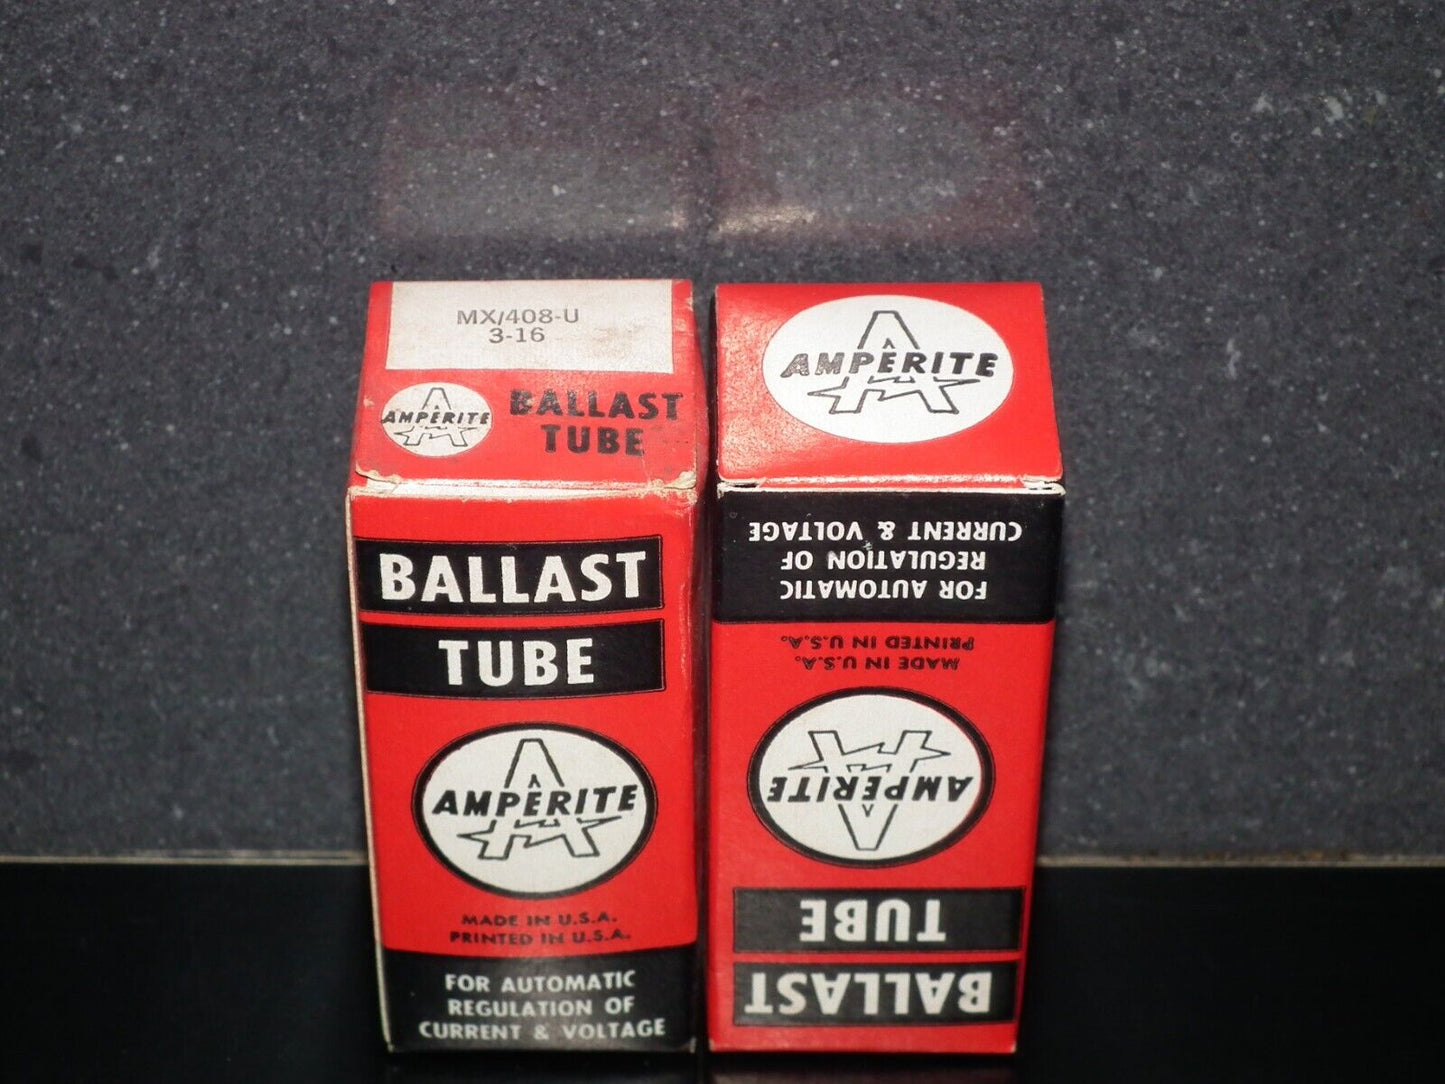 MX/408-U
3-16
AMPERITE
BALLAST
TUBE
BALLAST
TUBE
AMPERITE
MADE IN U.S.A.
PRINTED IN U.S.A.
FOR AUTOMATIC
REGULATION OF
CURRENT & VOLTAGE
AMPERITE
BALLAST
TUBE
AMPERITE
MADE IN U.S.A.
PRINTED IN U.S.A.
FOR AUTOMATIC
REGULATION OF
CURRENT & VOLTAGE